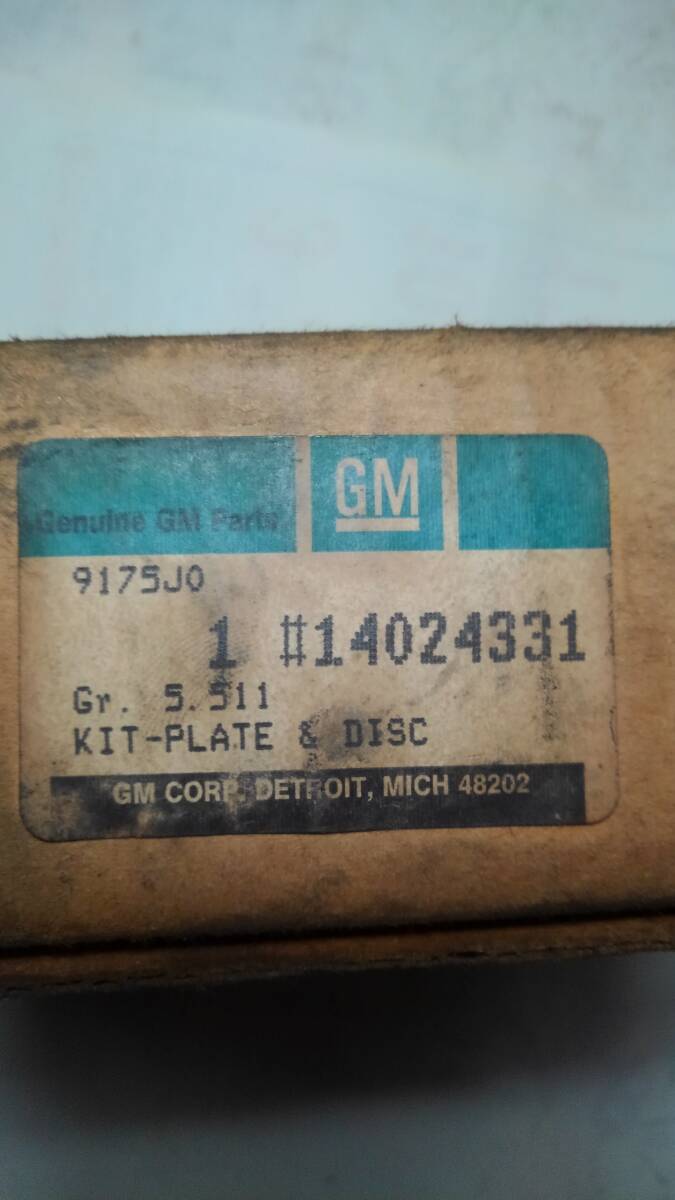 Genuine GM Parts
GM
9175J0
1 #14024331
Gr. 5.511
KIT-PLATE & DISC
GM CORP. DETROIT, MICH 48202